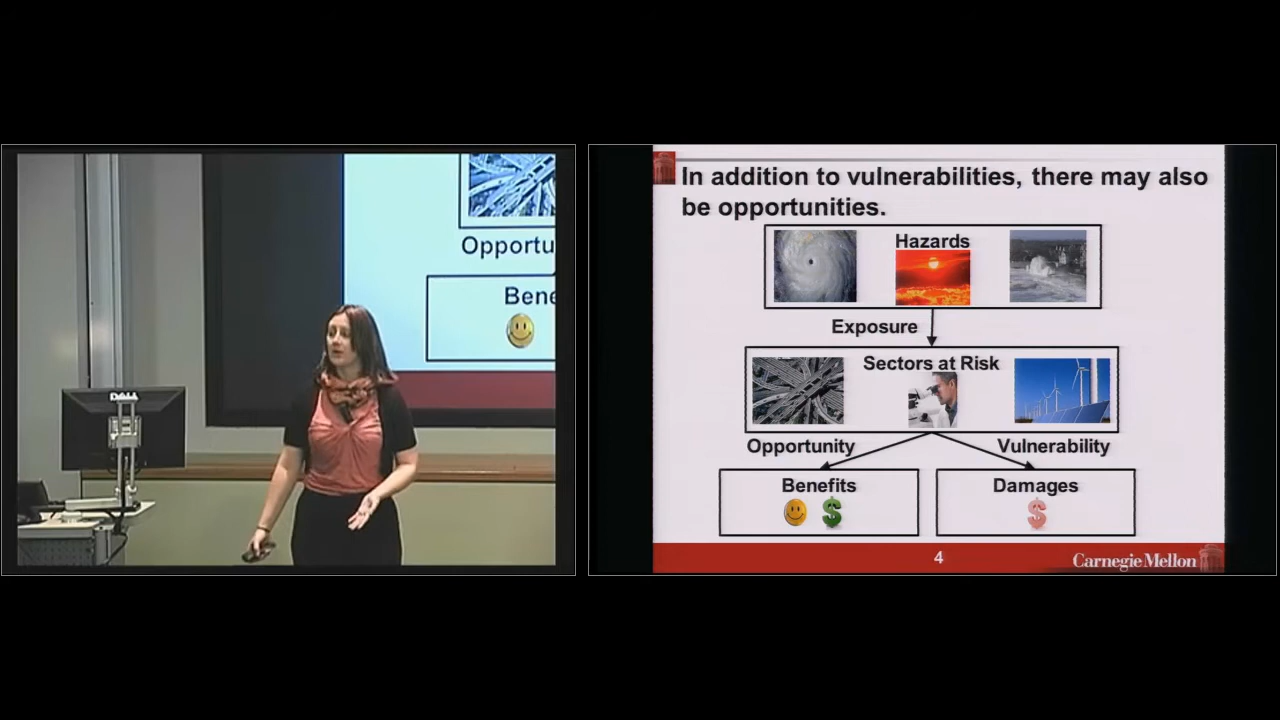 Opportu
Bene
DELL
In addition to vulnerabilities, there may also
be opportunities.
Hazards
Exposure
Sectors at Risk
Opportunity
Vulnerability
Benefits
$
Damages
$
4
Carnegie Mellon